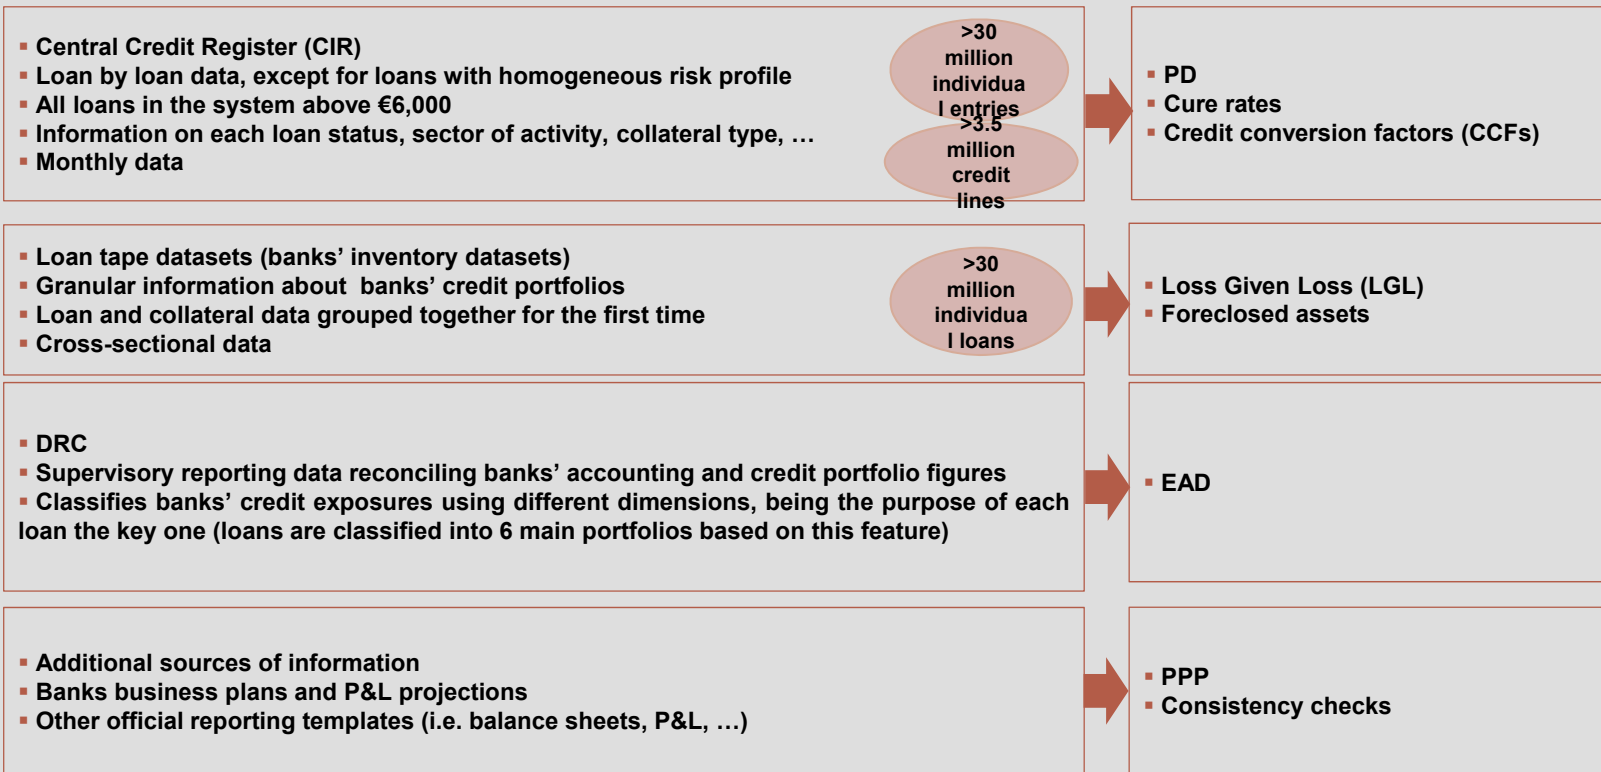 ▪ Central Credit Register (CIR)
▪ Loan by loan data, except for loans with homogeneous risk profile
▪ All loans in the system above €6,000
▪ Information on each loan status, sector of activity, collateral type, …
▪ Monthly data
>30
million
individua
l entries
>3.5
million
credit
lines
▪ PD
▪ Cure rates
▪ Credit conversion factors (CCFs)
▪ Loan tape datasets (banks’ inventory datasets)
▪ Granular information about banks’ credit portfolios
▪ Loan and collateral data grouped together for the first time
▪ Cross-sectional data
>30
million
individua
l loans
▪ Loss Given Loss (LGL)
▪ Foreclosed assets
▪ DRC
▪ Supervisory reporting data reconciling banks’ accounting and credit portfolio figures
▪ Classifies banks’ credit exposures using different dimensions, being the purpose of each
loan the key one (loans are classified into 6 main portfolios based on this feature)
▪ EAD
▪ Additional sources of information
▪ Banks business plans and P&L projections
▪ Other official reporting templates (i.e. balance sheets, P&L, …)
▪ PPP
▪ Consistency checks